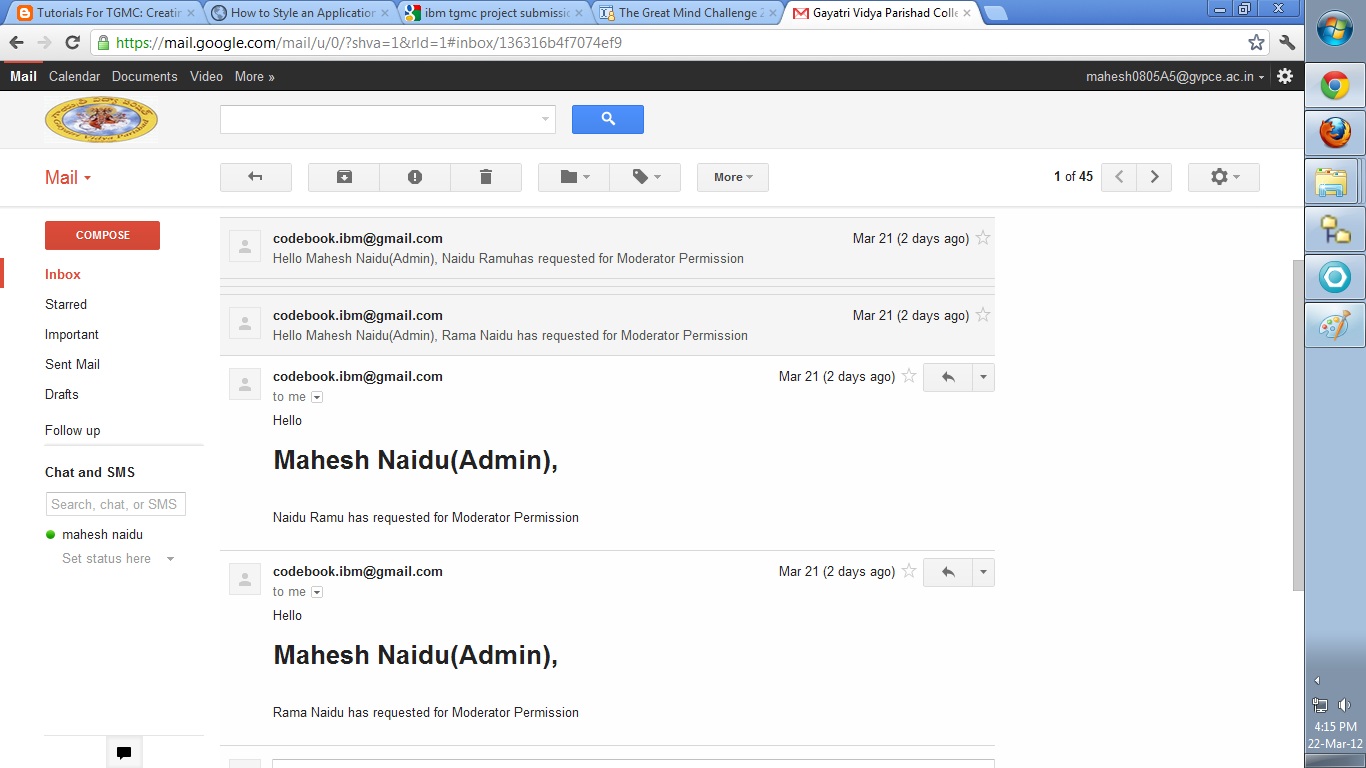 Tutorials For TGMC: Creatin
How to Style an Application
ibm tgmc project submissio
The Great Mind Challenge 2
Gayatri Vidya Parishad Colle
https://mail.google.com/mail/u/0/?shva=1&rld=1#inbox/136316b4f7074ef9
Mail Calendar Documents Video More »
mahesh0805A5@gvpce.ac.in
Mail
More
1 of 45
COMPOSE
Inbox
Starred
Important
Sent Mail
Drafts
Follow up
Chat and SMS
Search, chat, or SMS
mahesh naidu
Set status here
codebook.ibm@gmail.com Mar 21 (2 days ago)
Hello Mahesh Naidu(Admin), Naidu Ramuhas requested for Moderator Permission
codebook.ibm@gmail.com Mar 21 (2 days ago)
Hello Mahesh Naidu(Admin), Rama Naidu has requested for Moderator Permission
codebook.ibm@gmail.com Mar 21 (2 days ago)
to me
Hello
Mahesh Naidu(Admin),
Naidu Ramu has requested for Moderator Permission
codebook.ibm@gmail.com Mar 21 (2 days ago)
to me
Hello
Mahesh Naidu(Admin),
Rama Naidu has requested for Moderator Permission
4:15 PM
22-Mar-12